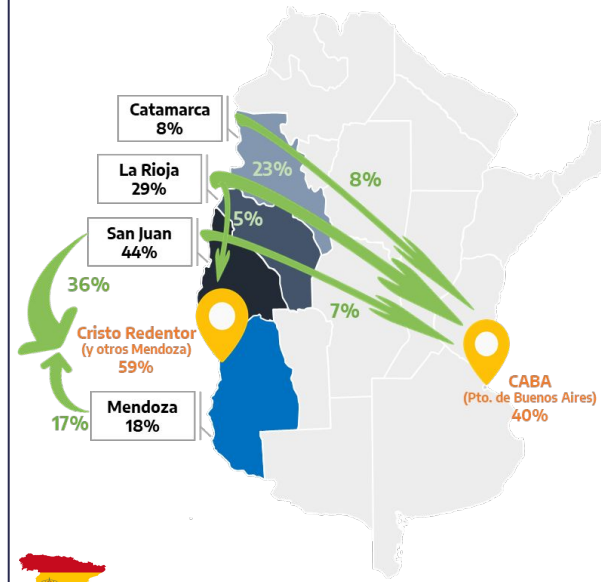 Catamarca
8%
La Rioja
29%
San Juan
44%
23%
8%
5%
7%
36%
Cristo Redentor
(y otros Mendoza)
59%
17%
Mendoza
18%
CABA
(Pto. de Buenos Aires)
40%